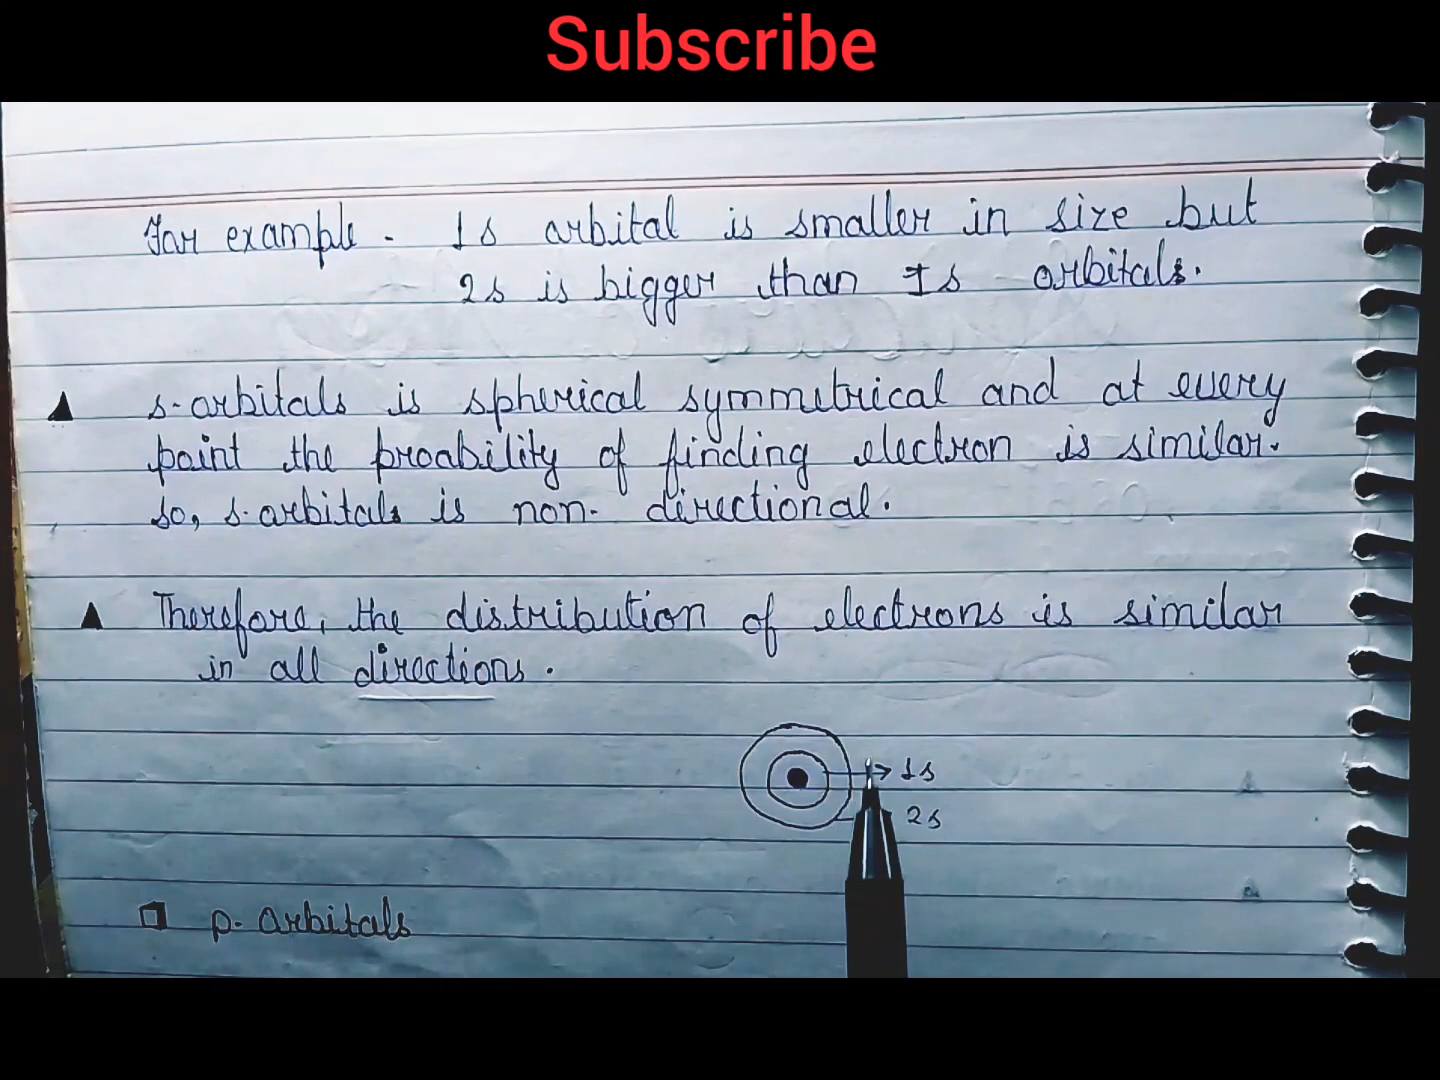 Subscribe
For example - 1s orbital is smaller in size but
2s is bigger than 1s orbitals.
▲ s-orbitals is spherical symmetrical and at every
point the proability of finding electron is similar.
so, s-orbitals is non-directional.
▲ Therefore, the distribution of electrons is similar
in all directions.
→ 1s
2s
p-orbitals